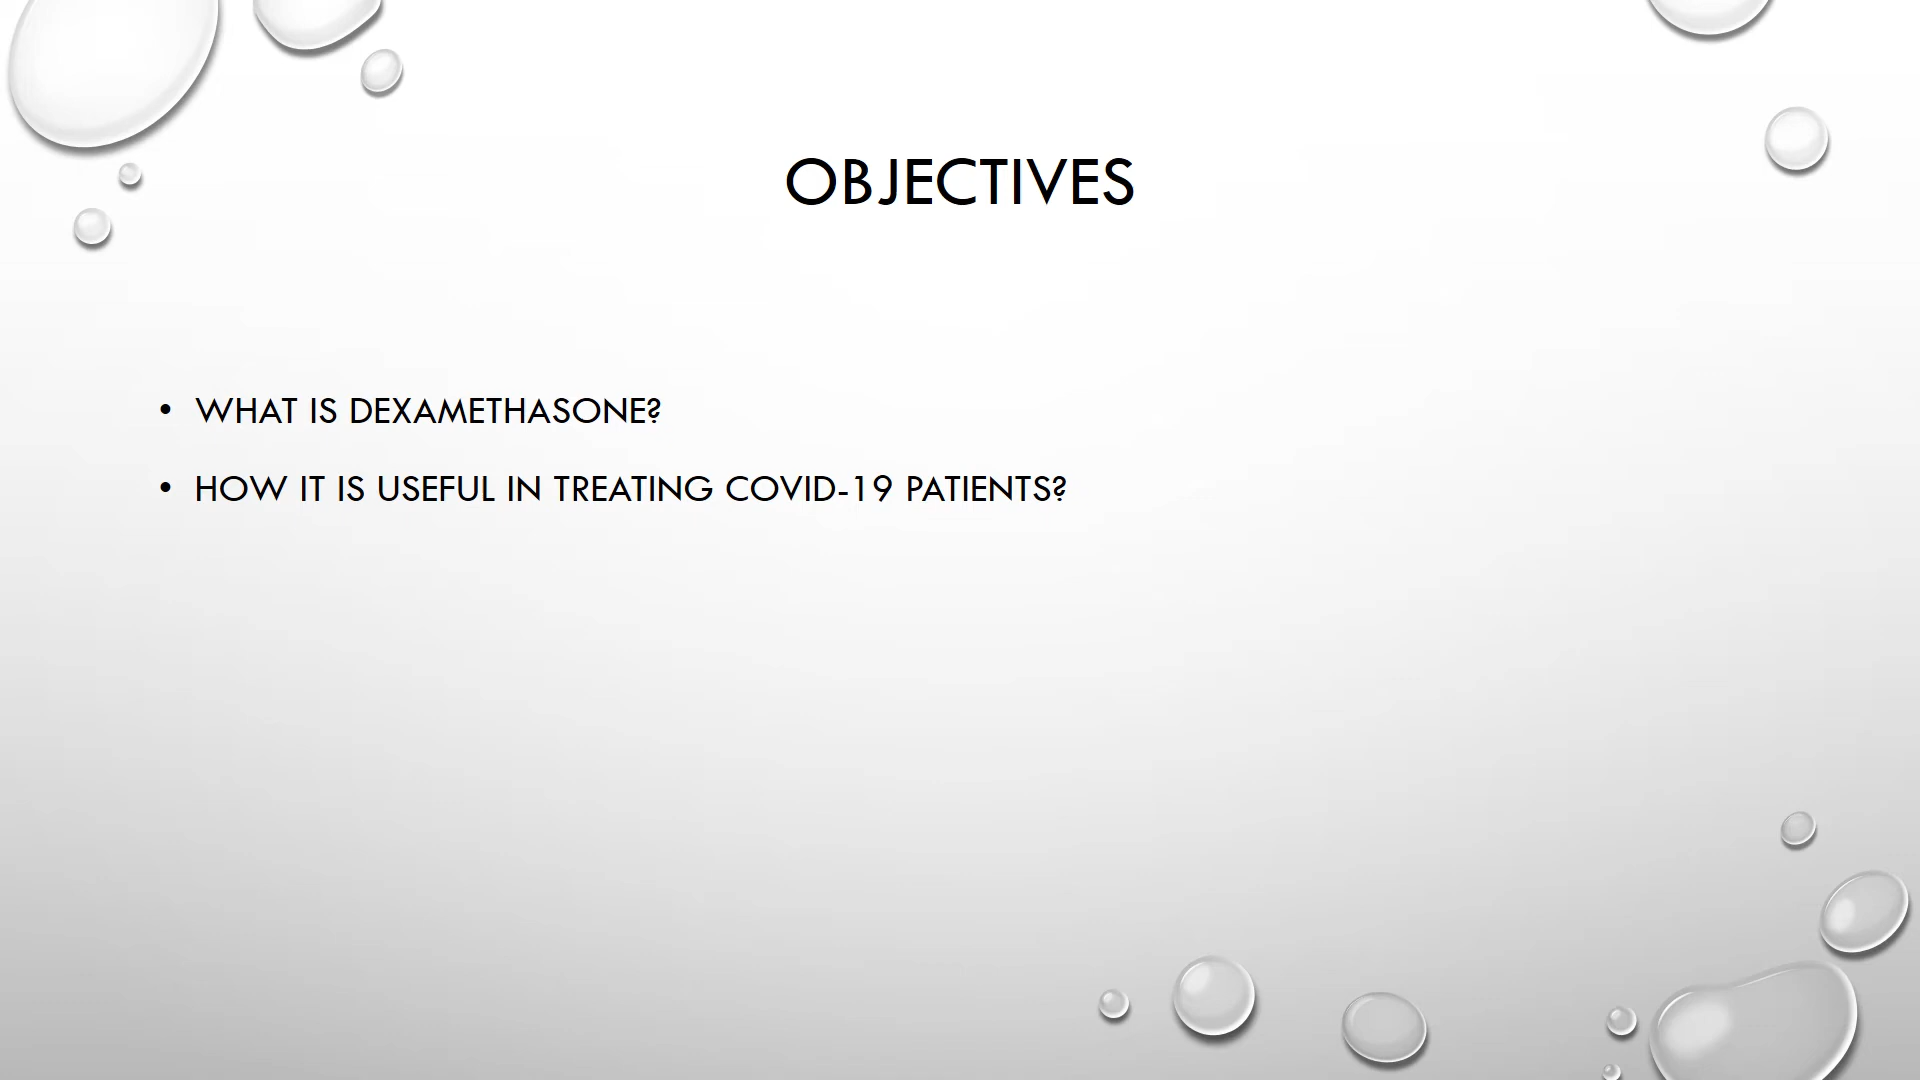 OBJECTIVES
• WHAT IS DEXAMETHASONE?
• HOW IT IS USEFUL IN TREATING COVID-19 PATIENTS?